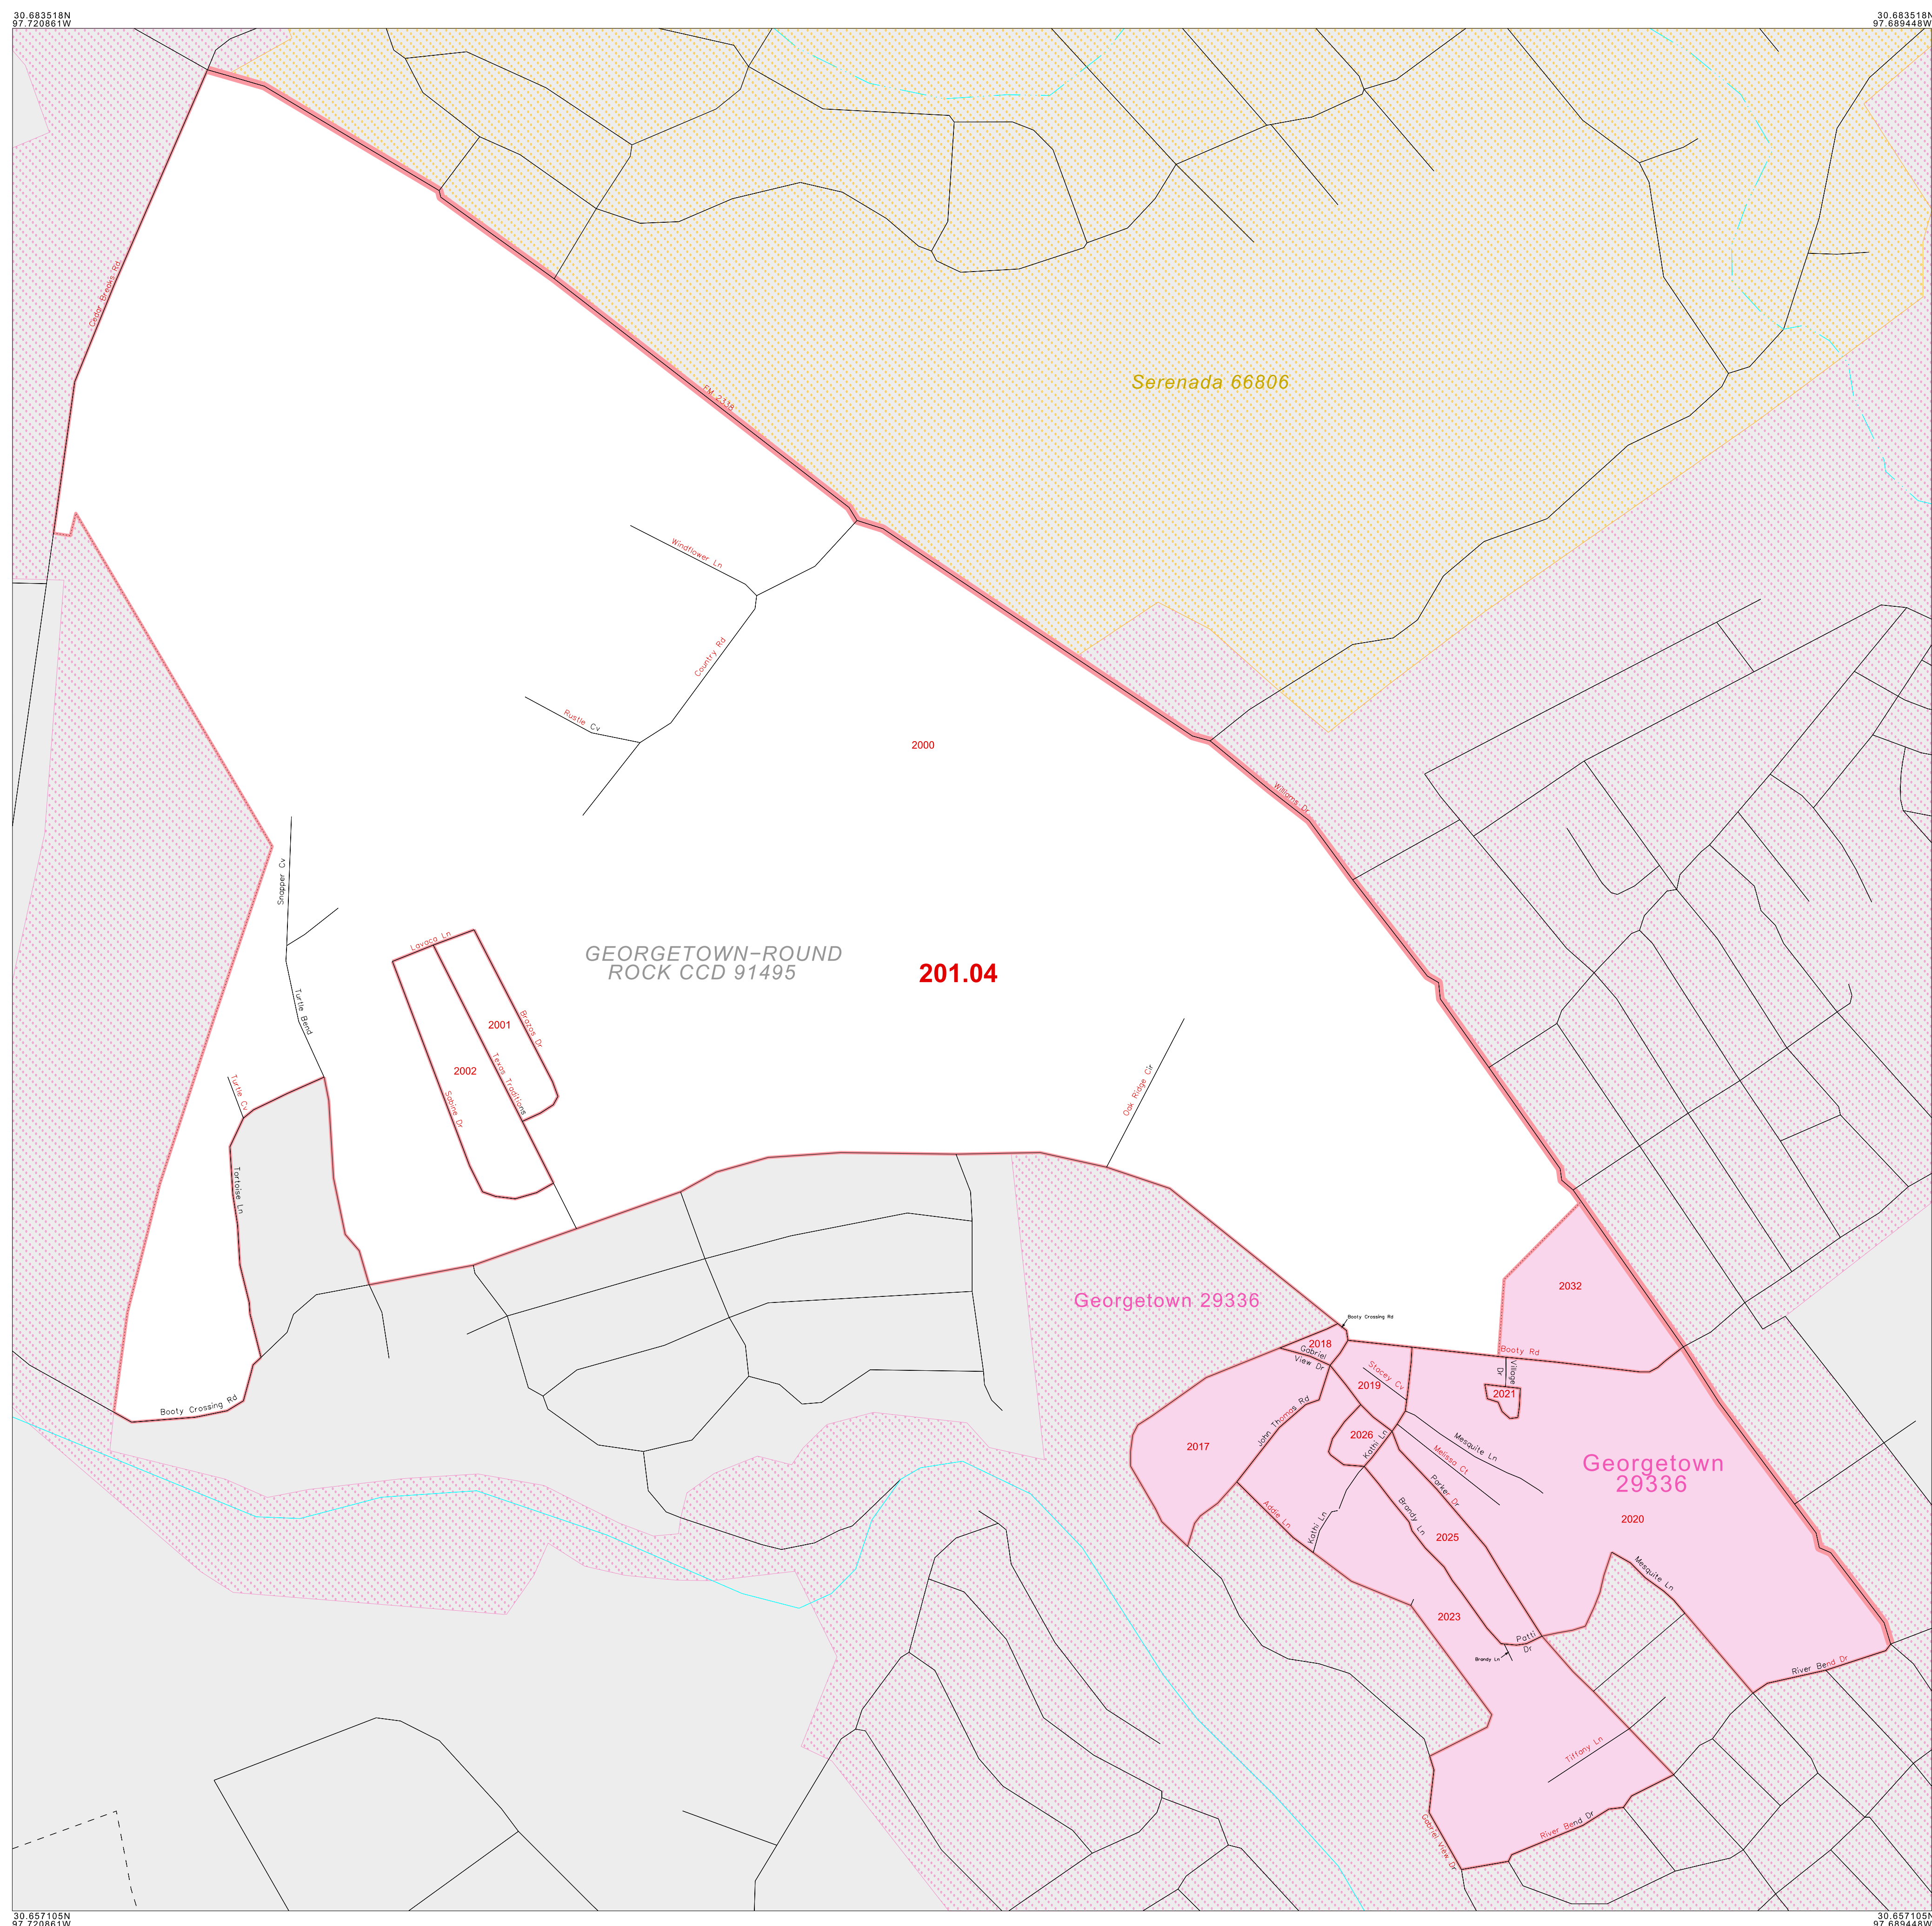 30.683518N
97.720861W
30.683518N
97.689448W
Cedar Breaks Rd
FM 2338
Serenada 66806
Windflower Ln
Country Rd
Rustle Cv
2000
Williams Dr
Snapper Cv
Lavaca Ln
GEORGETOWN-ROUND
ROCK CCD 91495
201.04
Turtle Bend
2001
Brazos Dr
Texas Traditions
2002
Sabine Dr
Turtle Cv
Oak Ridge Cir
Tortoise Ln
2032
Georgetown 29336
Booty Crossing Rd
2018
Booty Rd
Gabriel
View Dr
Stacey Cv
Village
Dr
2019
2021
Booty Crossing Rd
John Thomas Rd
2026
Kathi Ln
2017
Mesquite Ln
Melissa Ct
Georgetown
29336
Parker Dr
Addie Ln
Kathi Ln
Brandy Ln
2020
2025
Mesquite Ln
2023
Patti
Dr
Brandy Ln
River Bend Dr
Tiffany Ln
River Bend Dr
Gabriel View Dr
30.657105N
97.720861W
30.657105N
97.689448W